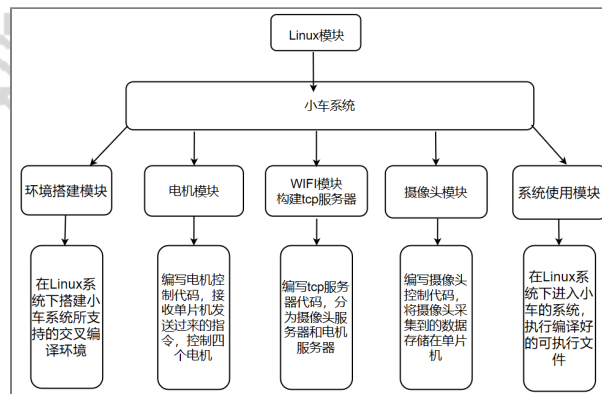 Linux模块
小车系统
环境搭建模块
电机模块
WIFI模块
构建tcp服务器
摄像头模块
系统使用模块
在Linux系
统下搭建小
车系统所支
持的交叉编
译环境
编写电机控
制代码，接
收单片机发
送过来的指
令，控制四
个电机
编写tcp服务
器代码，分
为摄像头服
务器和电机
服务器
编写摄像头
控制代码，
将摄像头采
集到的数据
存储在单片
机
在Linux系
统下进入小
车的系统，
执行编译好
的可执行文
件